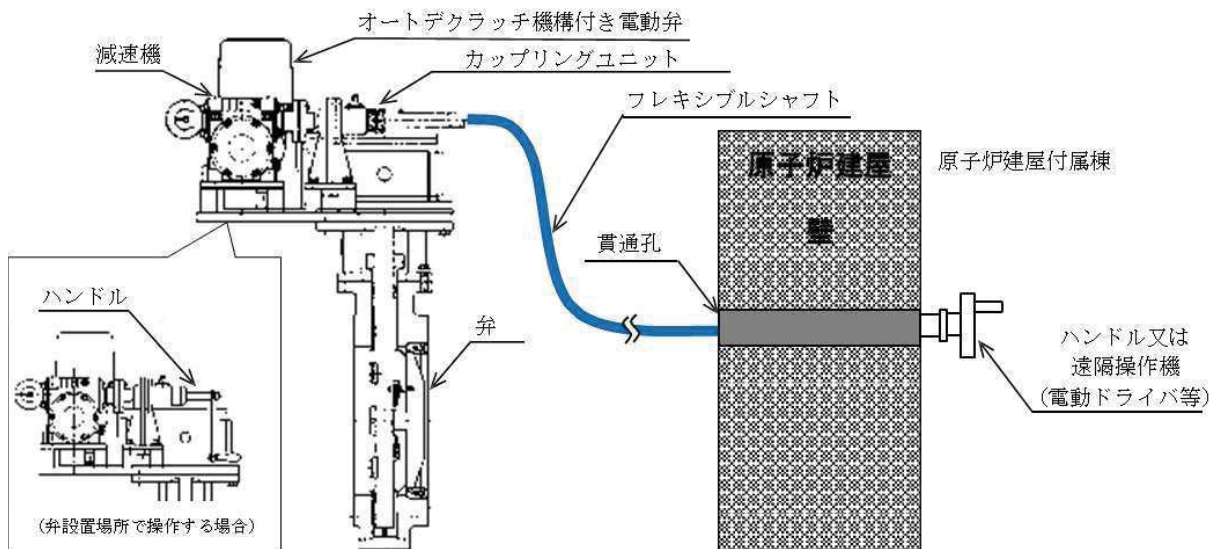 オートデクラッチ機構付き電動弁
減速機
カップリングユニット
フレキシブルシャフト
原子炉建屋
壁
原子炉建屋付属棟
貫通孔
ハンドル
弁
ハンドル又は
遠隔操作機
(電動ドライバ等)
(弁設置場所で操作する場合)